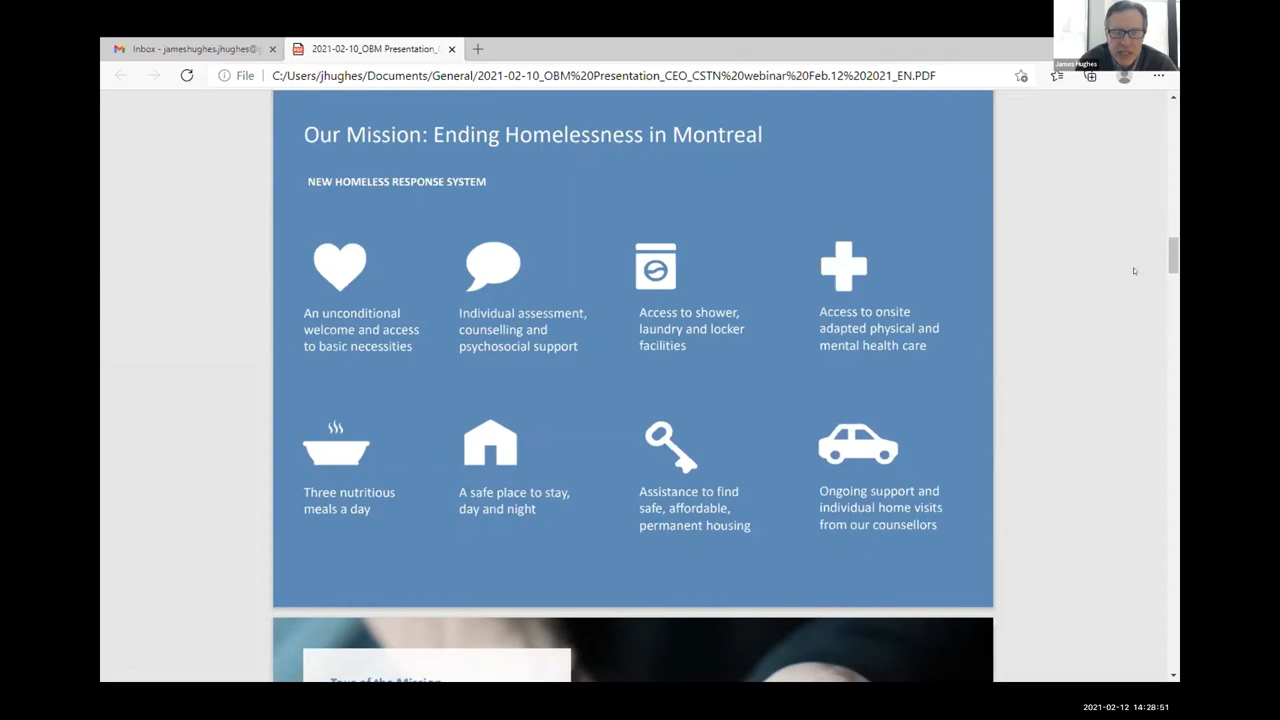 Inbox - jameshughes.jhughes@g
2021-02-10_OBM Presentation_
File
C:/Users/jhughes/Documents/General/2021-02-10_OBM%20Presentation_CEO_CSTN%20webinar%20Feb.12%202021_EN.PDF
James Hughes
Our Mission: Ending Homelessness in Montreal
NEW HOMELESS RESPONSE SYSTEM
An unconditional
welcome and access
to basic necessities
Individual assessment,
counselling and
psychosocial support
Access to shower,
laundry and locker
facilities
Access to onsite
adapted physical and
mental health care
Three nutritious
meals a day
A safe place to stay,
day and night
Assistance to find
safe, affordable,
permanent housing
Ongoing support and
individual home visits
from our counsellors
Tour of the Mission
2021-02-12 14:28:51